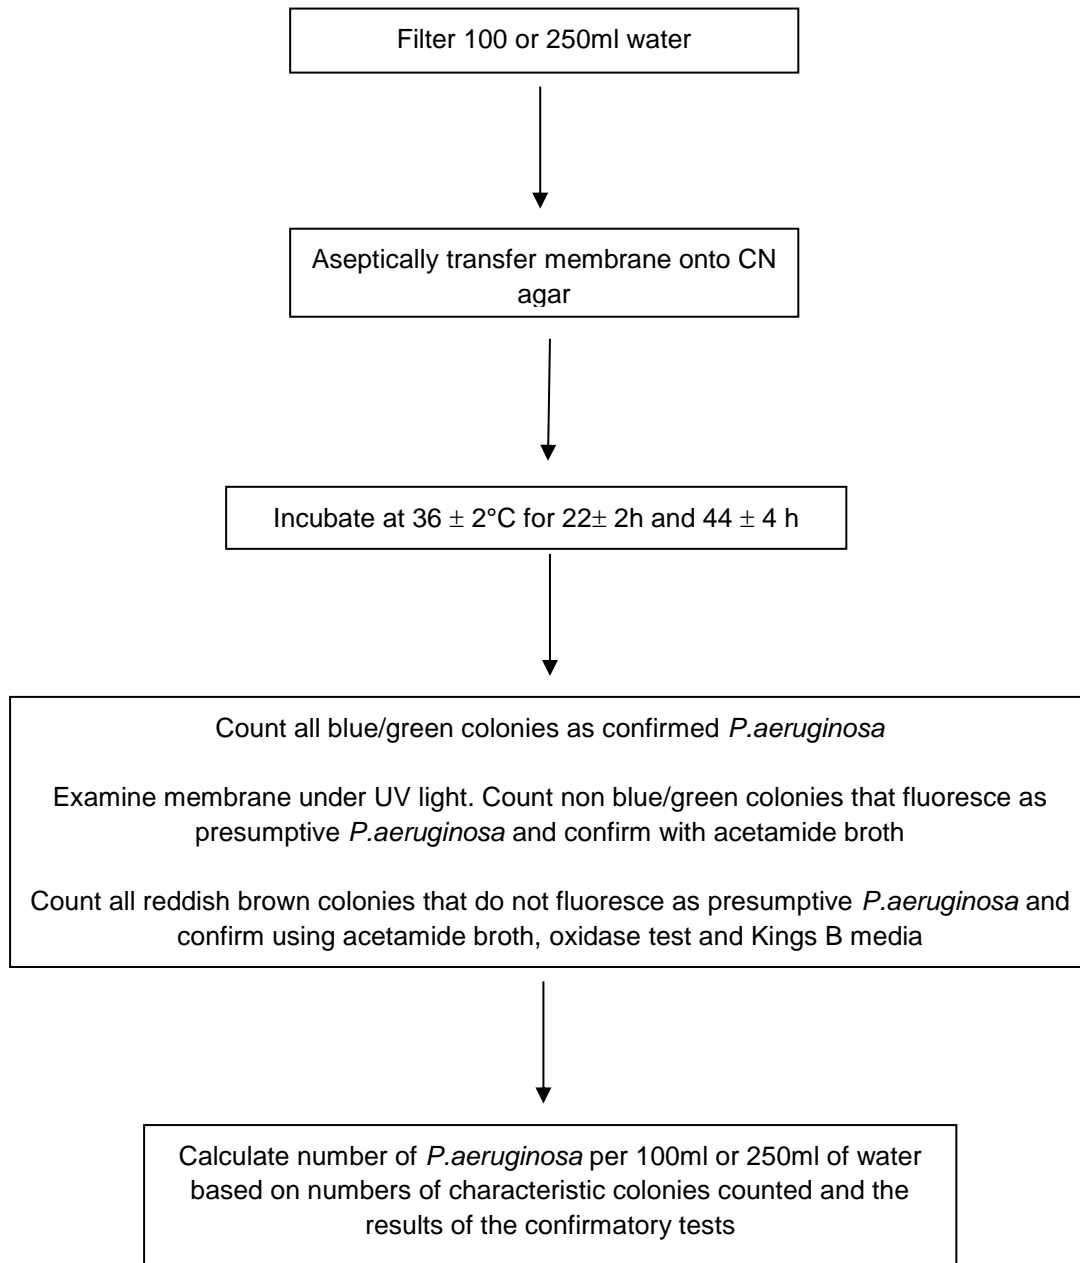 Filter 100 or 250ml water
Aseptically transfer membrane onto CN
agar
Incubate at 36 ± 2°C for 22± 2h and 44 ± 4 h
Count all blue/green colonies as confirmed P.aeruginosa
Examine membrane under UV light. Count non blue/green colonies that fluoresce as
presumptive P.aeruginosa and confirm with acetamide broth
Count all reddish brown colonies that do not fluoresce as presumptive P.aeruginosa and
confirm using acetamide broth, oxidase test and Kings B media
Calculate number of P.aeruginosa per 100ml or 250ml of water
based on numbers of characteristic colonies counted and the
results of the confirmatory tests